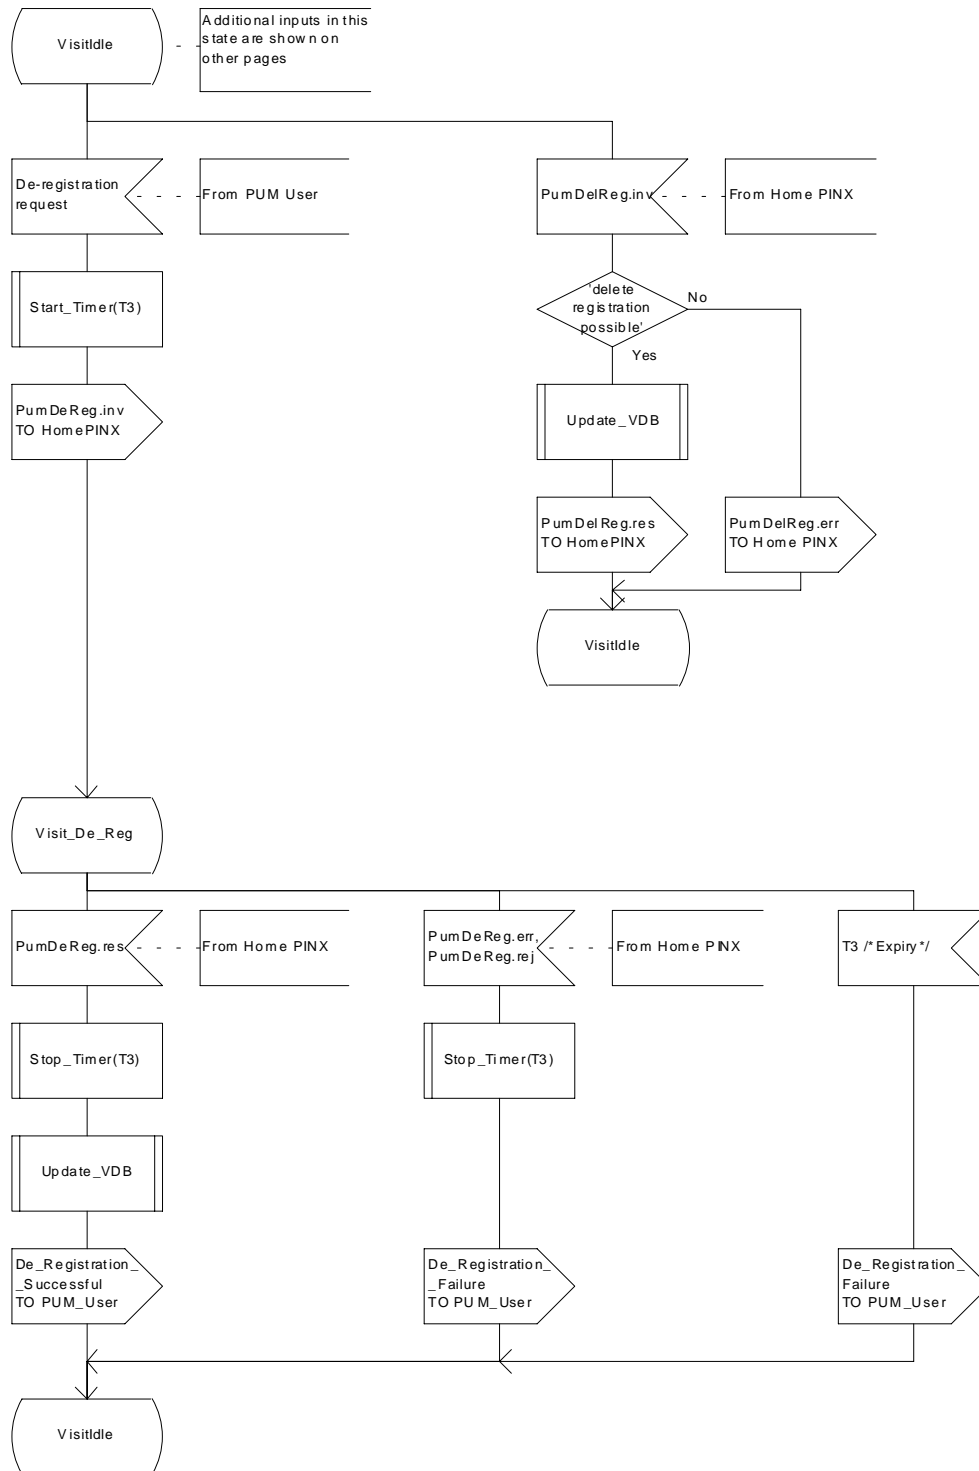 VisitIdle
Additional inputs in this
state are shown on
other pages
De-registration
request
From PUM User
PumDelReg.inv
From Home PINX
Start_Timer(T3)
'delete
registration
possible'
No
Yes
PumDeReg.inv
TO HomePINX
Update_VDB
PumDelReg.res
TO HomePINX
PumDelReg.err
TO Home PINX
VisitIdle
Visit_De_Reg
PumDeReg.res
From Home PINX
PumDeReg.err,
PumDeReg.rej
From Home PINX
T3 /*Expiry*/
Stop_Timer(T3)
Stop_Timer(T3)
Update_VDB
De_Registration_
_Successful
TO PUM_User
De_Registration_
_Failure
TO PUM_User
De_Registration_
Failure
TO PUM_User
VisitIdle